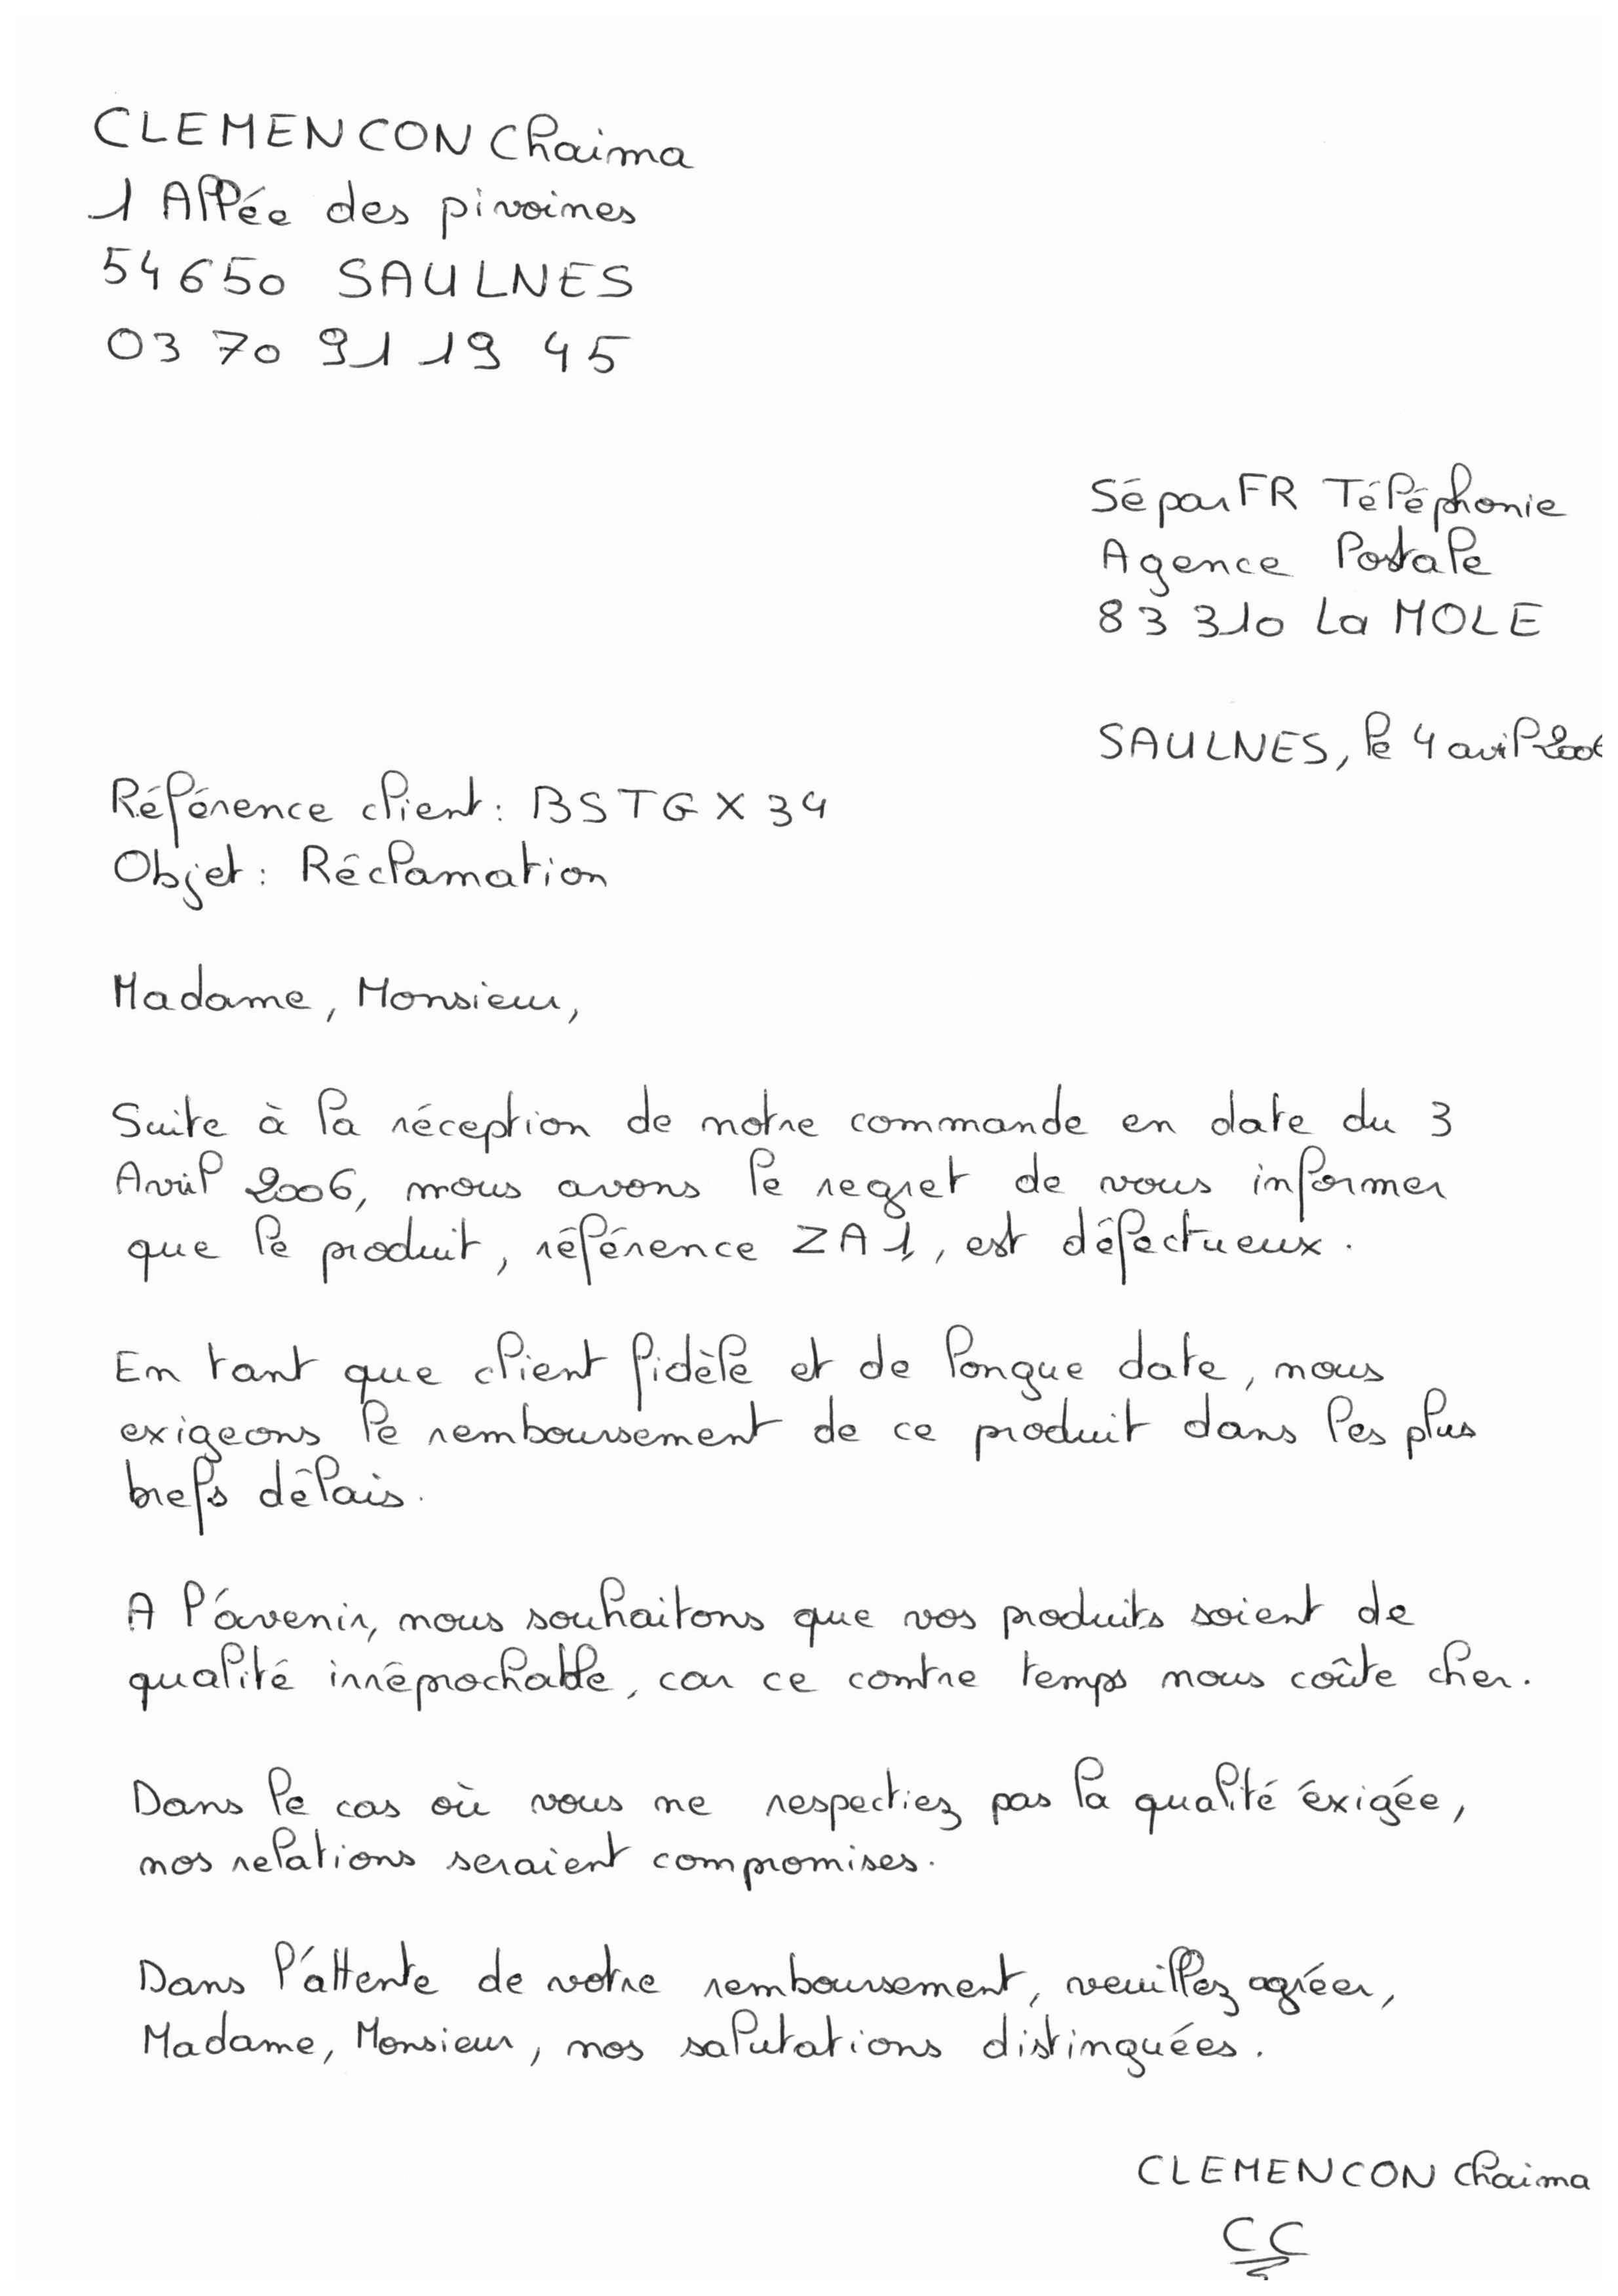 CLEMENCON Chaima
1 Allée des pivoines
54650 SAULNES
03 70 91 19 45
SéparFR Téléphonie
Agence Postale
83310 La MOLE
SAULNES, le 4 avril 2006
Référence client : BSTGX34
Objet : Réclamation
Madame, Monsieur,
Suite à la réception de notre commande en date du 3
Avril 2006, nous avons le regret de vous informer
que le produit, référence ZA1, est défectueux.
En tant que client fidèle et de longue date, nous
exigeons le remboursement de ce produit dans les plus
brefs délais.
A l'avenir, nous souhaitons que vos produits soient de
qualité irréprochable, car ce contre temps nous coûte cher.
Dans le cas où vous ne respectiez pas la qualité éxigée,
nos relations seraient compromises.
Dans l'attente de votre remboursement, veuillez agréer,
Madame, Monsieur, nos salutations distinguées.
CLEMENCON Chaima
CC